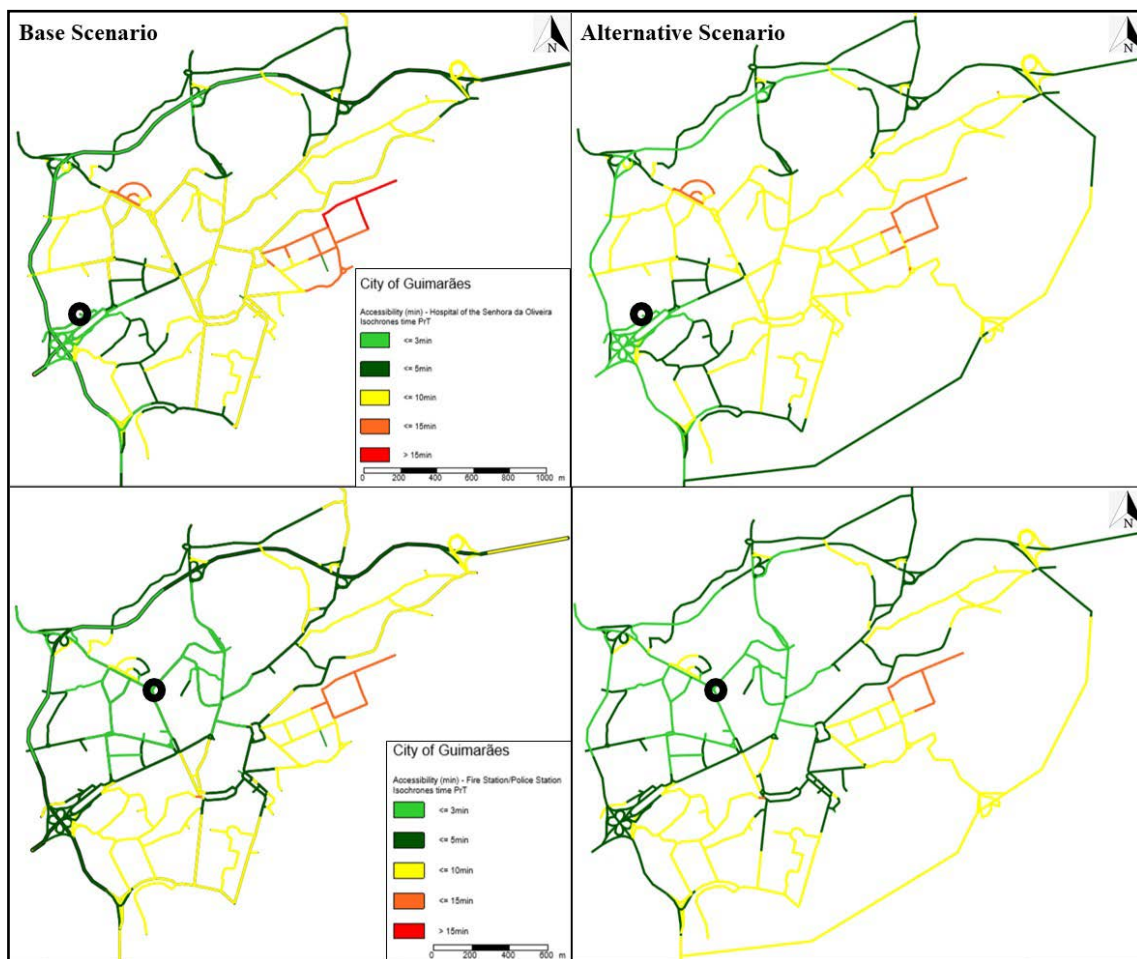 Base Scenario
N
Alternative Scenario
N
City of Guimarães
Accessibility (min) - Hospital of the Senhora da Oliveira
Isochrones time PrT
<= 3min
<= 5min
<= 10min
<= 15min
> 15min
0 200 400 600 800 1000 m
N
City of Guimarães
Accessibility (min) - Fire Station/Police Station
Isochrones time PrT
<= 3min
<= 5min
<= 10min
<= 15min
> 15min
0 200 400 600 m